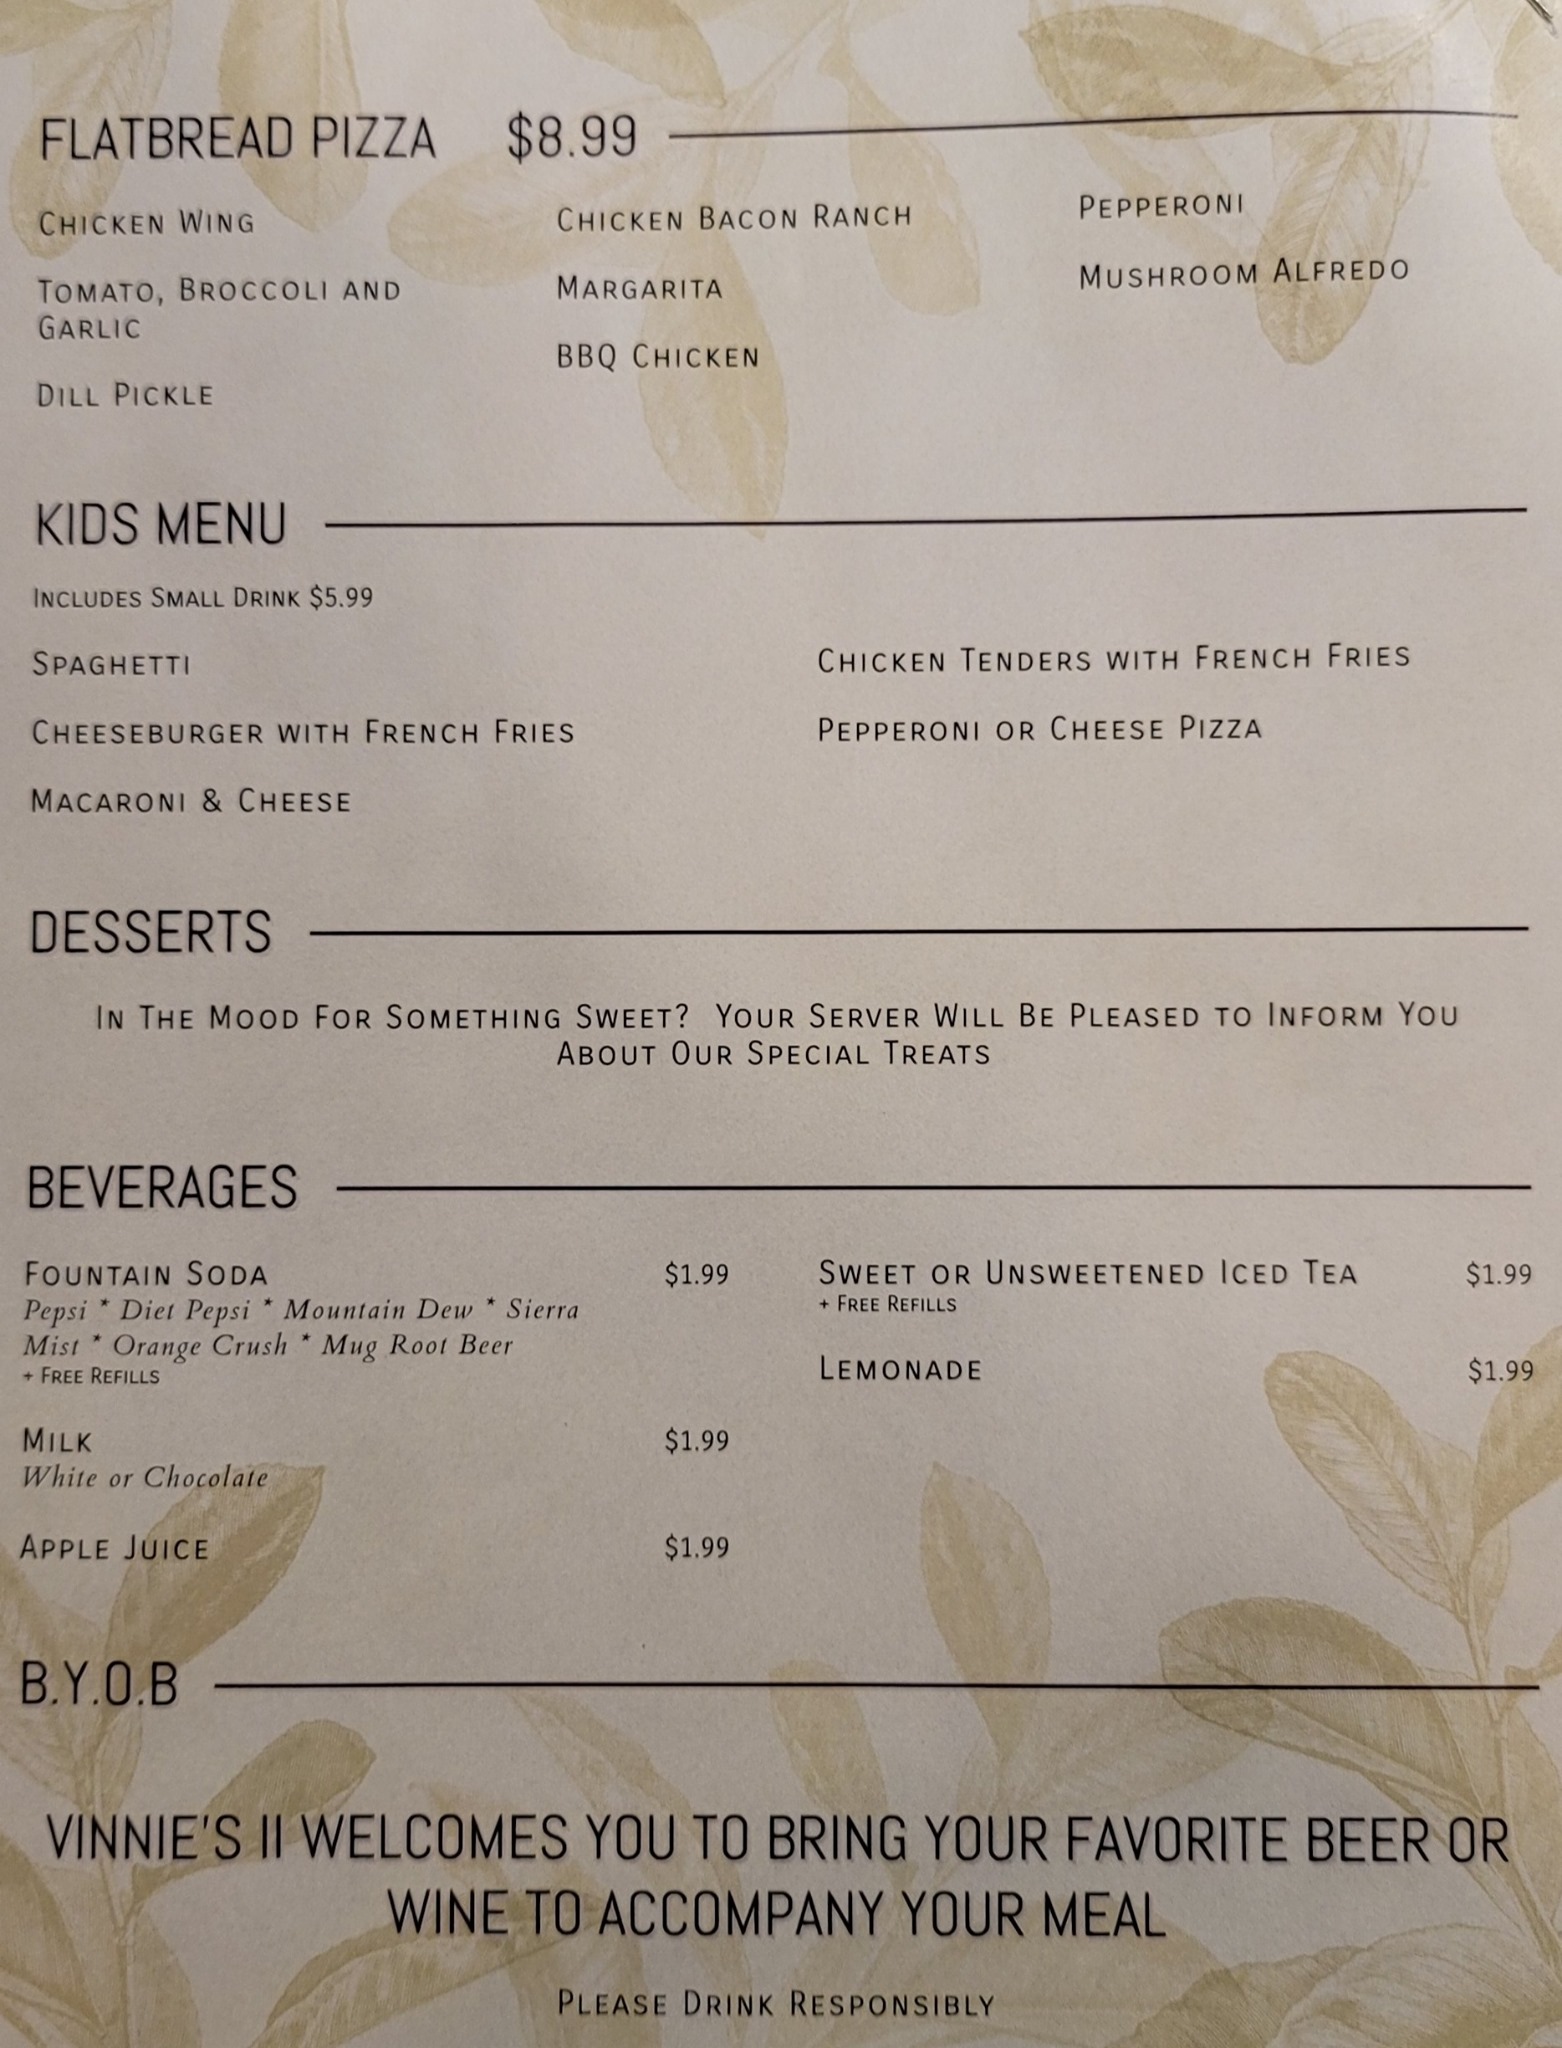 FLATBREAD PIZZA $8.99
CHICKEN WING
TOMATO, BROCCOLI AND
GARLIC
DILL PICKLE
CHICKEN BACON RANCH
MARGARITA
BBQ CHICKEN
PEPPERONI
MUSHROOM ALFREDO
KIDS MENU
INCLUDES SMALL DRINK $5.99
SPAGHETTI
CHEESEBURGER WITH FRENCH FRIES
MACARONI & CHEESE
CHICKEN TENDERS WITH FRENCH FRIES
PEPPERONI OR CHEESE PIZZA
DESSERTS
IN THE MOOD FOR SOMETHING SWEET? YOUR SERVER WILL BE PLEASED TO INFORM YOU
ABOUT OUR SPECIAL TREATS
BEVERAGES
FOUNTAIN SODA $1.99
Pepsi * Diet Pepsi * Mountain Dew * Sierra
Mist * Orange Crush * Mug Root Beer
+ FREE REFILLS
MILK $1.99
White or Chocolate
APPLE JUICE $1.99
SWEET OR UNSWEETENED ICED TEA $1.99
+ FREE REFILLS
LEMONADE $1.99
B.Y.O.B
VINNIE'S II WELCOMES YOU TO BRING YOUR FAVORITE BEER OR
WINE TO ACCOMPANY YOUR MEAL
PLEASE DRINK RESPONSIBLY